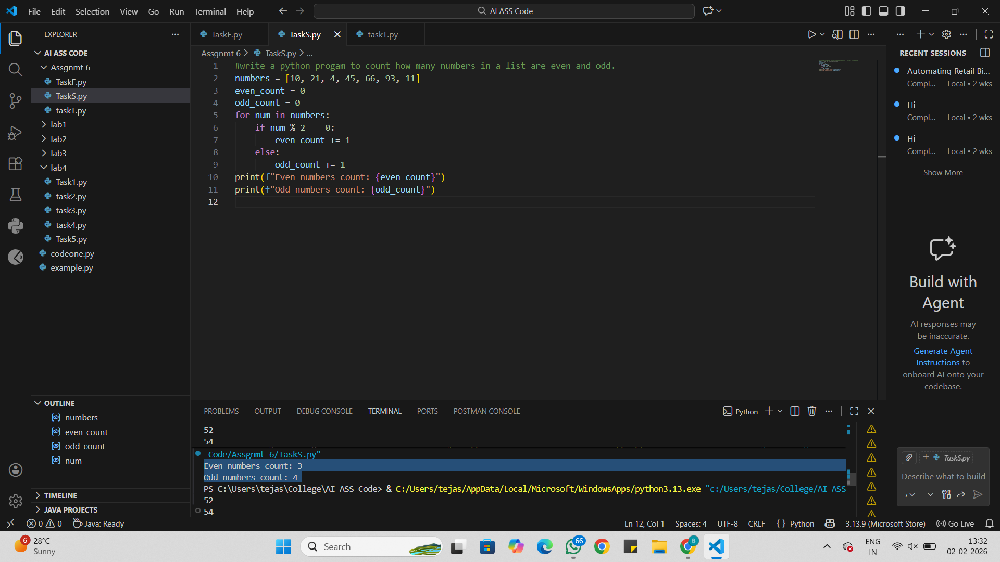 File Edit Selection View Go Run Terminal Help
AI ASS Code
EXPLORER
AI ASS CODE
Assgnmt 6
TaskF.py
TaskS.py
taskT.py
lab1
lab2
lab3
lab4
Task1.py
task2.py
task3.py
task4.py
Task5.py
codeone.py
example.py
OUTLINE
numbers
even_count
odd_count
num
TIMELINE
JAVA PROJECTS
TaskF.py TaskS.py taskT.py
Assgnmt 6 > TaskS.py > ...
1 #write a python progam to count how many numbers in a list are even and odd.
2 numbers = [10, 21, 4, 45, 66, 93, 11]
3 even_count = 0
4 odd_count = 0
5 for num in numbers:
6     if num % 2 == 0:
7         even_count += 1
8     else:
9         odd_count += 1
10 print(f"Even numbers count: {even_count}")
11 print(f"Odd numbers count: {odd_count}")
12
PROBLEMS OUTPUT DEBUG CONSOLE TERMINAL PORTS POSTMAN CONSOLE
Python
52
54
Code/Assgnmt 6/TaskS.py"
Even numbers count: 3
Odd numbers count: 4
PS C:\Users\tejas\College\AI ASS Code> & C:/Users/tejas/AppData/Local/Microsoft/WindowsApps/python3.13.exe "c:/Users/tejas/College/AI ASS
52
54
RECENT SESSIONS
Automating Retail Bi...
Compl... Local • 2 wks
Hi
Compl... Local • 2 wks
Hi
Compl... Local • 2 wks
Show More
Build with
Agent
AI responses may
be inaccurate.
Generate Agent
Instructions to
onboard AI onto your
codebase.
TaskS.py
Describe what to build
0 0 Java: Ready
Ln 12, Col 1 Spaces: 4 UTF-8 CRLF {} Python 3.13.9 (Microsoft Store) Go Live
6
28°C
Sunny
Search
66
B
ENG
IN
13:32
02-02-2026